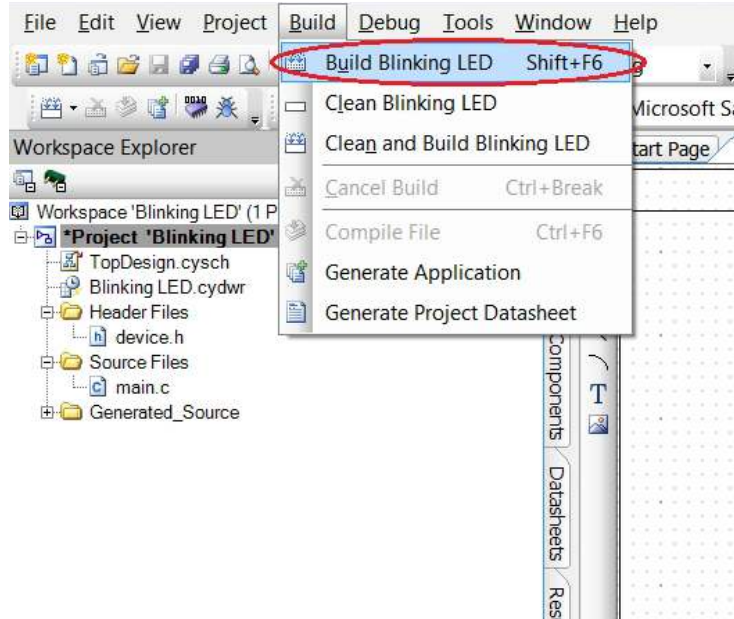 File Edit View Project Build Debug Tools Window Help
Build Blinking LED Shift+F6
Clean Blinking LED
Clean and Build Blinking LED
Cancel Build Ctrl+Break
Compile File Ctrl+F6
Generate Application
Generate Project Datasheet
Microsoft Sa
tart Page
Workspace Explorer
Workspace 'Blinking LED' (1 P
*Project 'Blinking LED'
TopDesign.cysch
Blinking LED.cydwr
Header Files
device.h
Source Files
main.c
Generated_Source
Components
Datasheets
Res
T